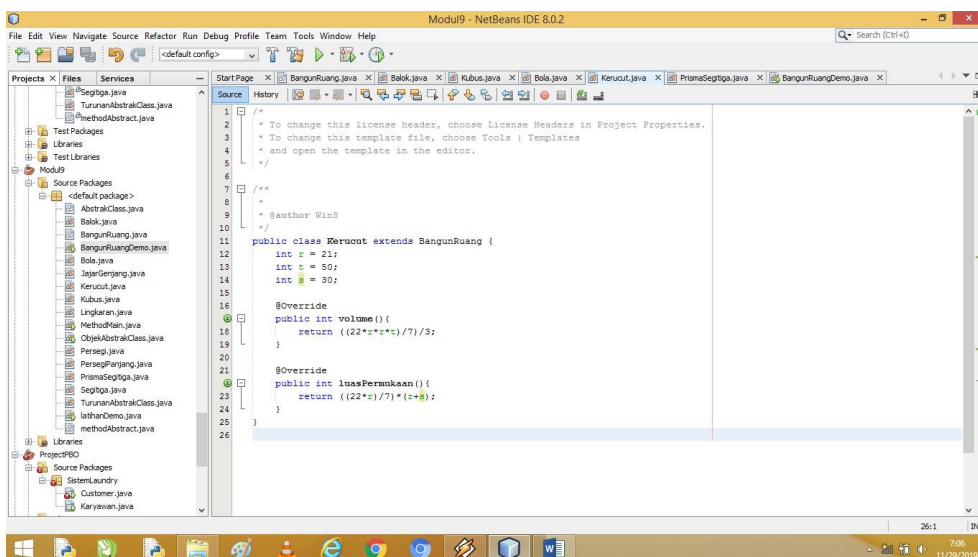 Modul9 - NetBeans IDE 8.0.2
File Edit View Navigate Source Refactor Run Debug Profile Team Tools Window Help
Search (Ctrl+I)
<default config>
Projects Files Services
Start Page BangunRuang.java Balok.java Kubus.java Bola.java Kerucut.java PrismaSegitiga.java BangunRuangDemo.java
Source History
Segitiga.java
TurunanAbstrakClass.java
methodAbstract.java
Test Packages
Libraries
Test Libraries
Modul9
Source Packages
<default package>
AbstrakClass.java
Balok.java
BangunRuang.java
BangunRuangDemo.java
Bola.java
JajarGenjang.java
Kerucut.java
Kubus.java
Lingkaran.java
MethodMain.java
ObjekAbstrakClass.java
Persegi.java
PersegiPanjang.java
PrismaSegitiga.java
Segitiga.java
TurunanAbstrakClass.java
latihanDemo.java
methodAbstract.java
Libraries
ProjectPBO
Source Packages
SistemLaundry
Customer.java
Karyawan.java
1 /*
2 * To change this license header, choose License Headers in Project Properties.
3 * To change this template file, choose Tools | Templates
4 * and open the template in the editor.
5 */
6
7 /**
8 *
9 * @author Win8
10 */
11 public class Kerucut extends BangunRuang {
12 int r = 21;
13 int t = 50;
14 int s = 30;
15
16 @Override
public int volume(){
18 return ((22*r*r*t)/7)/3;
19 }
20
21 @Override
public int luasPermukaan(){
23 return ((22*r)/7)*(r+s);
24 }
25 }
26
26:1 IN
7:06